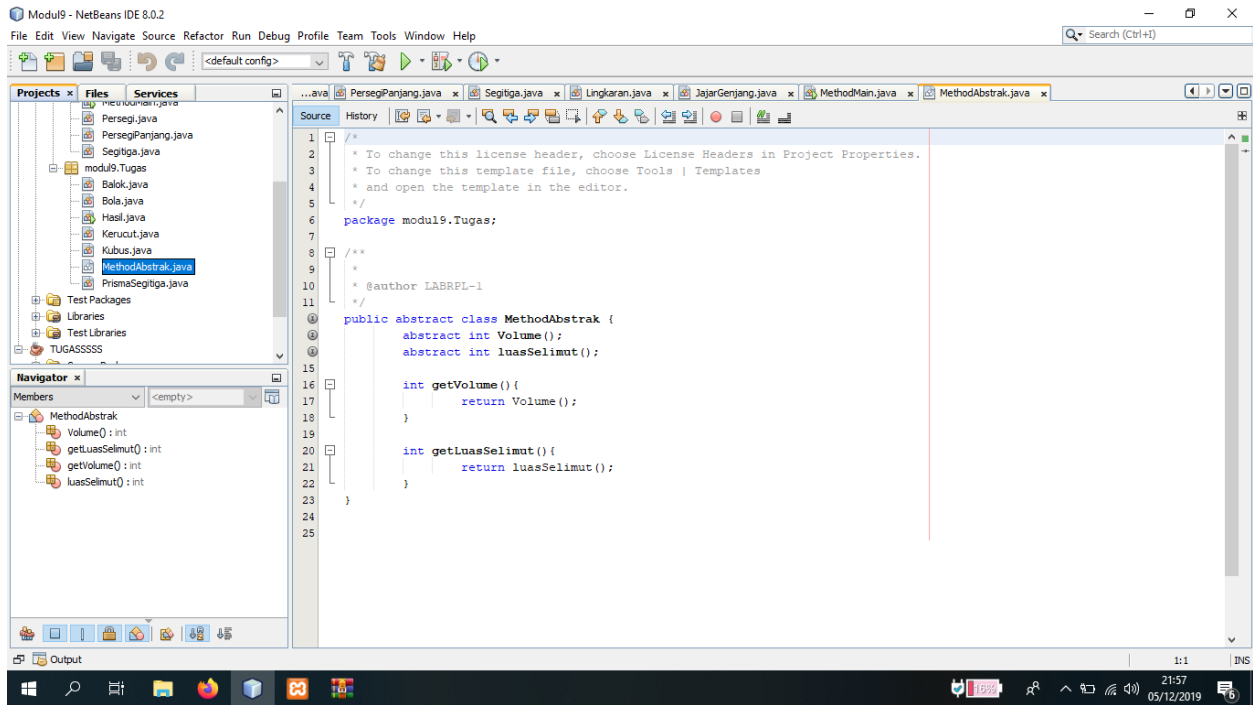 Modul9 - NetBeans IDE 8.0.2
File Edit View Navigate Source Refactor Run Debug Profile Team Tools Window Help
Search (Ctrl+I)
<default config>
Projects Files Services
MethodMain.java
Persegi.java
PersegiPanjang.java
Segitiga.java
modul9.Tugas
Balok.java
Bola.java
Hasil.java
Kerucut.java
Kubus.java
MethodAbstrak.java
PrismaSegitiga.java
Test Packages
Libraries
Test Libraries
TUGASSSSS
Navigator
Members <empty>
MethodAbstrak
Volume() : int
getLuasSelimut() : int
getVolume() : int
luasSelimut() : int
...ava PersegiPanjang.java Segitiga.java Lingkaran.java JajarGenjang.java MethodMain.java MethodAbstrak.java
Source History
1 /*
2 * To change this license header, choose License Headers in Project Properties.
3 * To change this template file, choose Tools | Templates
4 * and open the template in the editor.
5 */
6 package modul9.Tugas;
7
8 /**
9 *
10 * @author LABRPL-1
11 */
public abstract class MethodAbstrak {
abstract int Volume();
abstract int luasSelimut();
15
16 int getVolume(){
17 return Volume();
18 }
19
20 int getLuasSelimut(){
21 return luasSelimut();
22 }
23 }
24
25
Output
1:1 INS
16%
21:57
05/12/2019
6